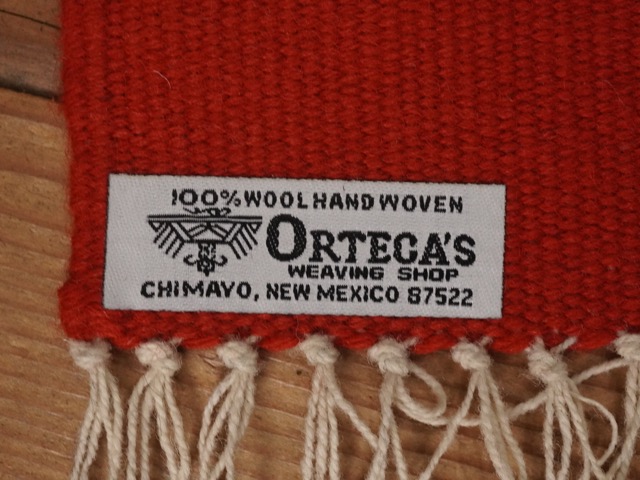 100% WOOL HAND WOVEN
ORTEGA'S
WEAVING SHOP
CHIMAYO, NEW MEXICO 87522